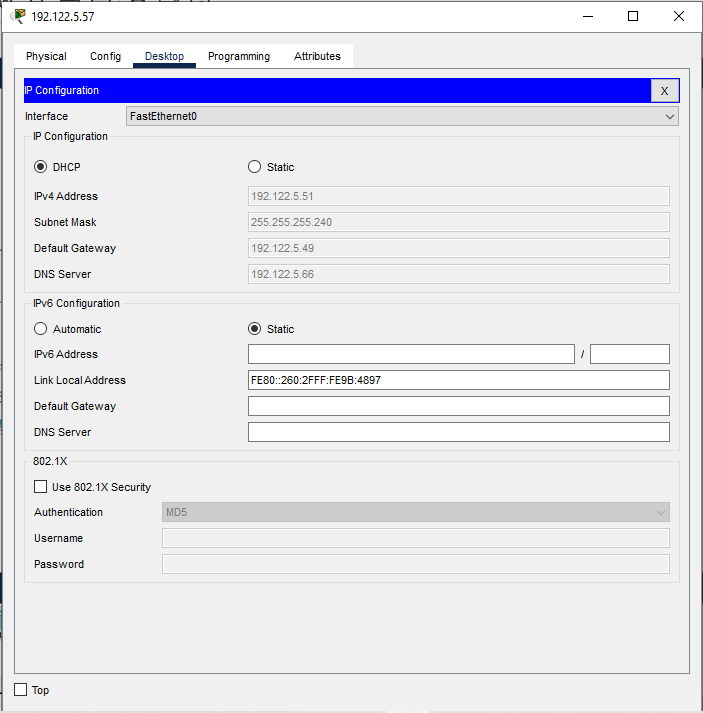 192.122.5.57
Physical Config Desktop Programming Attributes
IP Configuration X
Interface FastEthernet0
IP Configuration
DHCP Static
IPv4 Address 192.122.5.51
Subnet Mask 255.255.255.240
Default Gateway 192.122.5.49
DNS Server 192.122.5.66
IPv6 Configuration
Automatic Static
IPv6 Address /
Link Local Address FE80::260:2FFF:FE9B:4897
Default Gateway
DNS Server
802.1X
Use 802.1X Security
Authentication MD5
Username
Password
Top